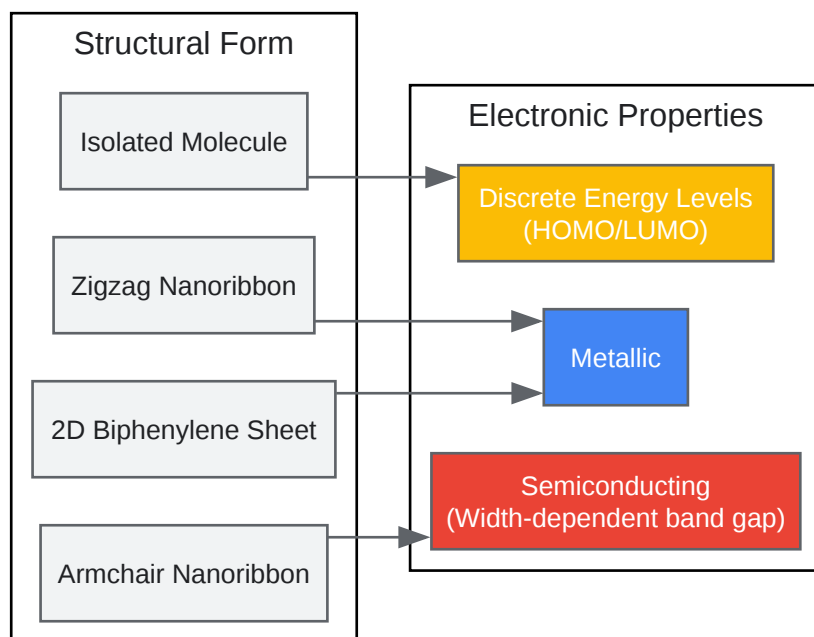 Structural Form
Isolated Molecule
Zigzag Nanoribbon
2D Biphenylene Sheet
Armchair Nanoribbon
Electronic Properties
Discrete Energy Levels
(HOMO/LUMO)
Metallic
Semiconducting
(Width-dependent band gap)